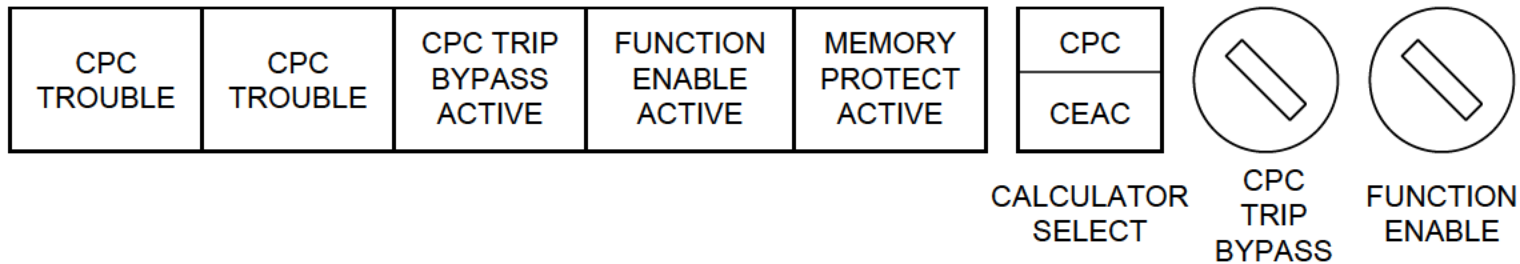 CPC
TROUBLE
CPC
TROUBLE
CPC TRIP
BYPASS
ACTIVE
FUNCTION
ENABLE
ACTIVE
MEMORY
PROTECT
ACTIVE
CPC
CEAC
CALCULATOR
SELECT
CPC
TRIP
BYPASS
FUNCTION
ENABLE